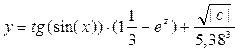 y = tg(sin(x))·(1 1/3 − e^z) + √|c| / 5,38³